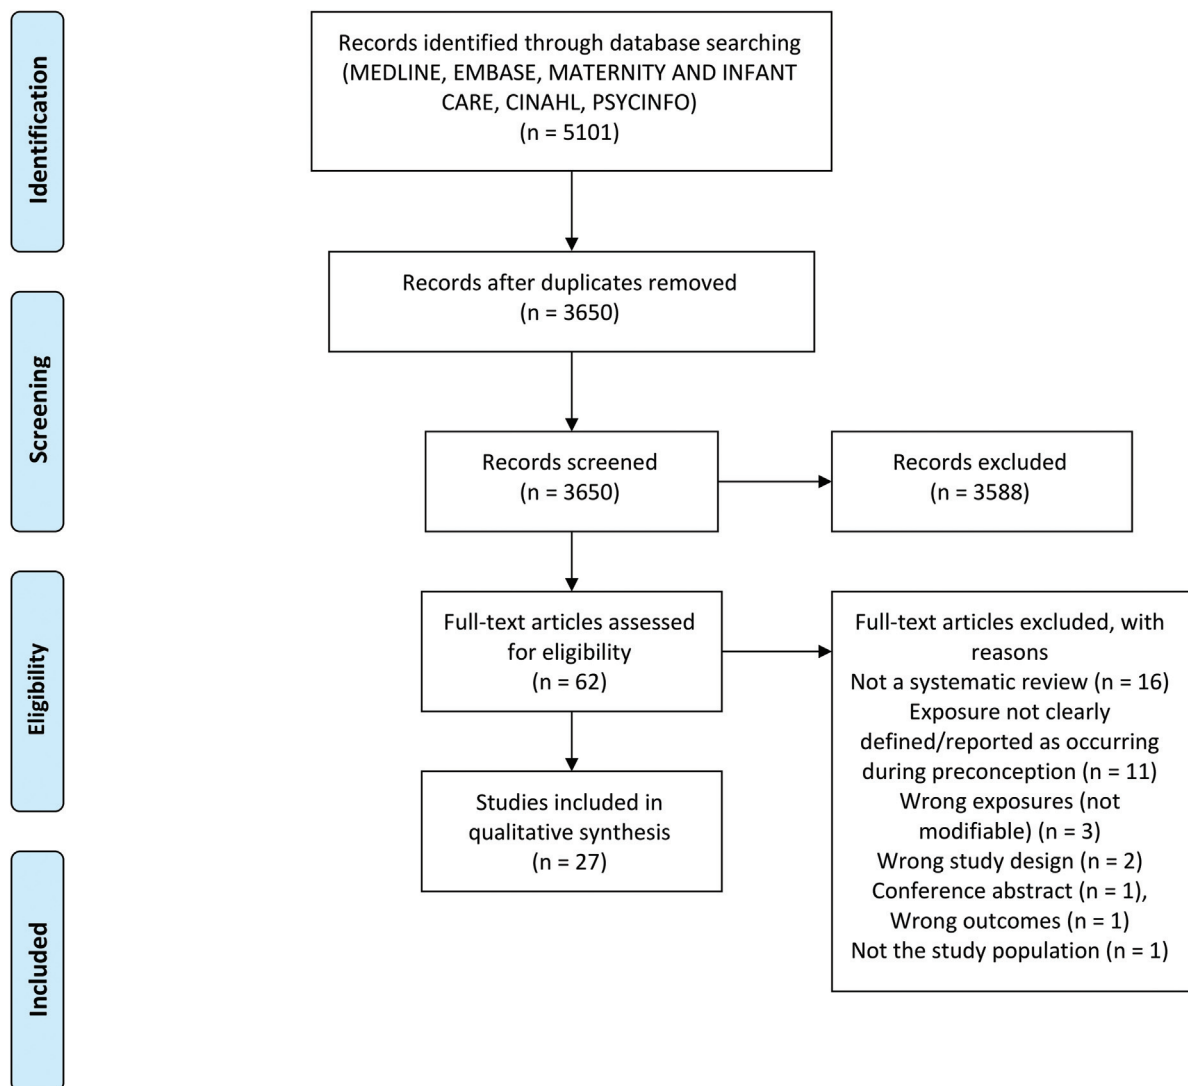 Identification
Records identified through database searching
(MEDLINE, EMBASE, MATERNITY AND INFANT
CARE, CINAHL, PSYCINFO)
(n = 5101)
Records after duplicates removed
(n = 3650)
Screening
Records screened
(n = 3650)
Records excluded
(n = 3588)
Eligibility
Full-text articles assessed
for eligibility
(n = 62)
Full-text articles excluded, with
reasons
Not a systematic review (n = 16)
Exposure not clearly
defined/reported as occurring
during preconception (n = 11)
Wrong exposures (not
modifiable) (n = 3)
Wrong study design (n = 2)
Conference abstract (n = 1),
Wrong outcomes (n = 1)
Not the study population (n = 1)
Studies included in
qualitative synthesis
(n = 27)
Included